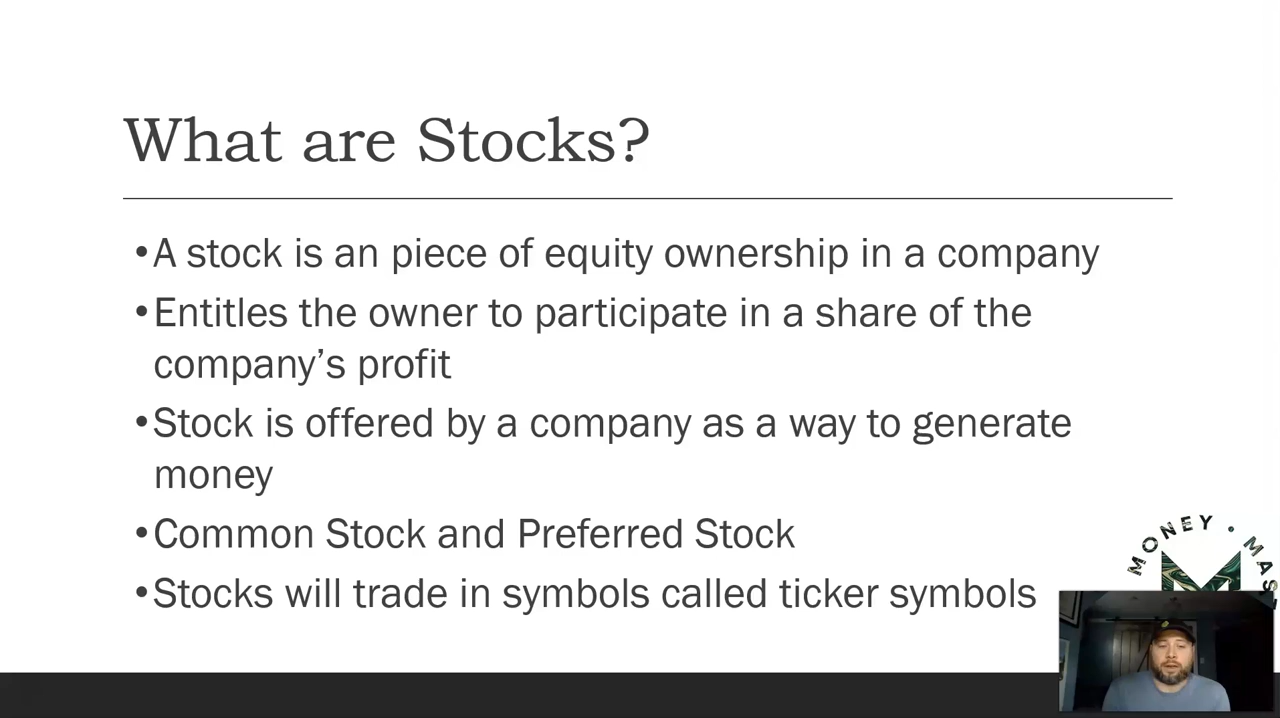 What are Stocks?
•A stock is an piece of equity ownership in a company
•Entitles the owner to participate in a share of the
company’s profit
•Stock is offered by a company as a way to generate
money
•Common Stock and Preferred Stock
•Stocks will trade in symbols called ticker symbols
MONEY • MAS